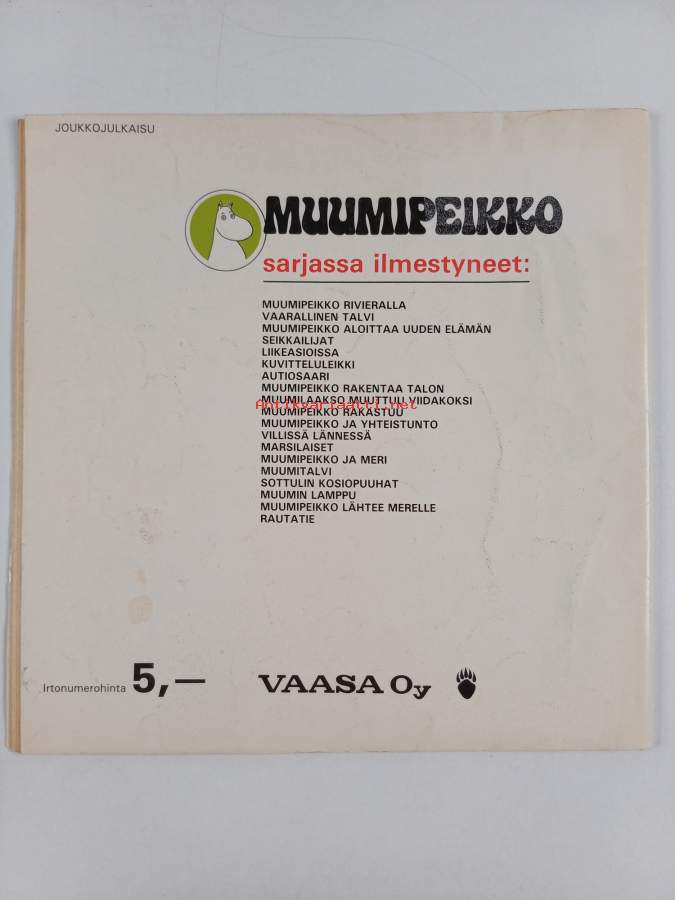 JOUKKOJULKAISU
MUUMIPEIKKO
sarjassa ilmestyneet:
MUUMIPEIKKO RIVIERALLA
VAARALLINEN TALVI
MUUMIPEIKKO ALOITTAA UUDEN ELÄMÄN
SEIKKAILIJAT
LIIKEASIOISSA
KUVITTELULEIKKI
AUTIOSAARI
MUUMIPEIKKO RAKENTAA TALON
MUUMILAAKSO MUUTTUU VIIDAKOKSI
Antikvariaatti.net
MUUMIPEIKKO RAKASTUU
MUUMIPEIKKO JA YHTEISTUNTO
VILLISSÄ LÄNNESSÄ
MARSILAISET
MUUMIPEIKKO JA MERI
MUUMITALVI
SOTTULIN KOSIOPUUHAT
MUUMIN LAMPPU
MUUMIPEIKKO LÄHTEE MERELLE
RAUTATIE
Irtonumerohinta 5,—
VAASA Oy